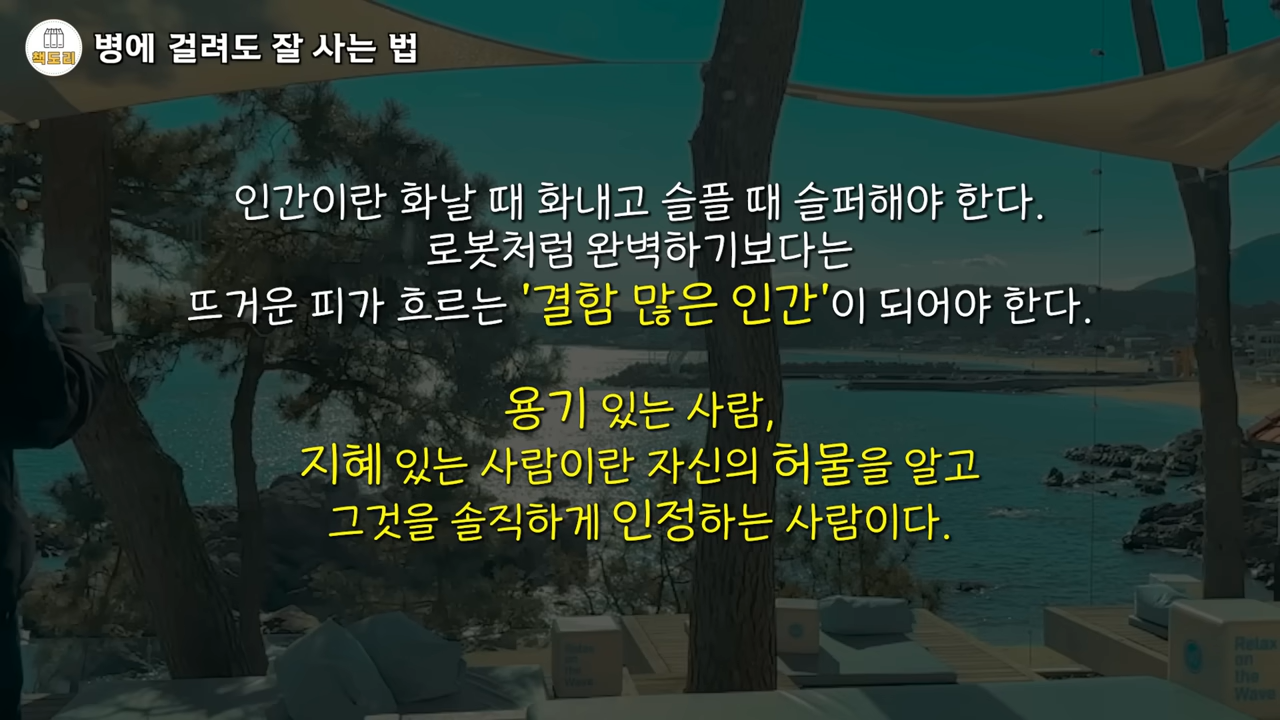 책도리
병에 걸려도 잘 사는 법
인간이란 화날 때 화내고 슬플 때 슬퍼해야 한다.
로봇처럼 완벽하기보다는
뜨거운 피가 흐르는 '결함 많은 인간'이 되어야 한다.
용기 있는 사람,
지혜 있는 사람이란 자신의 허물을 알고
그것을 솔직하게 인정하는 사람이다.
Relax
on
the
Wave
Relax
on
the
Wave